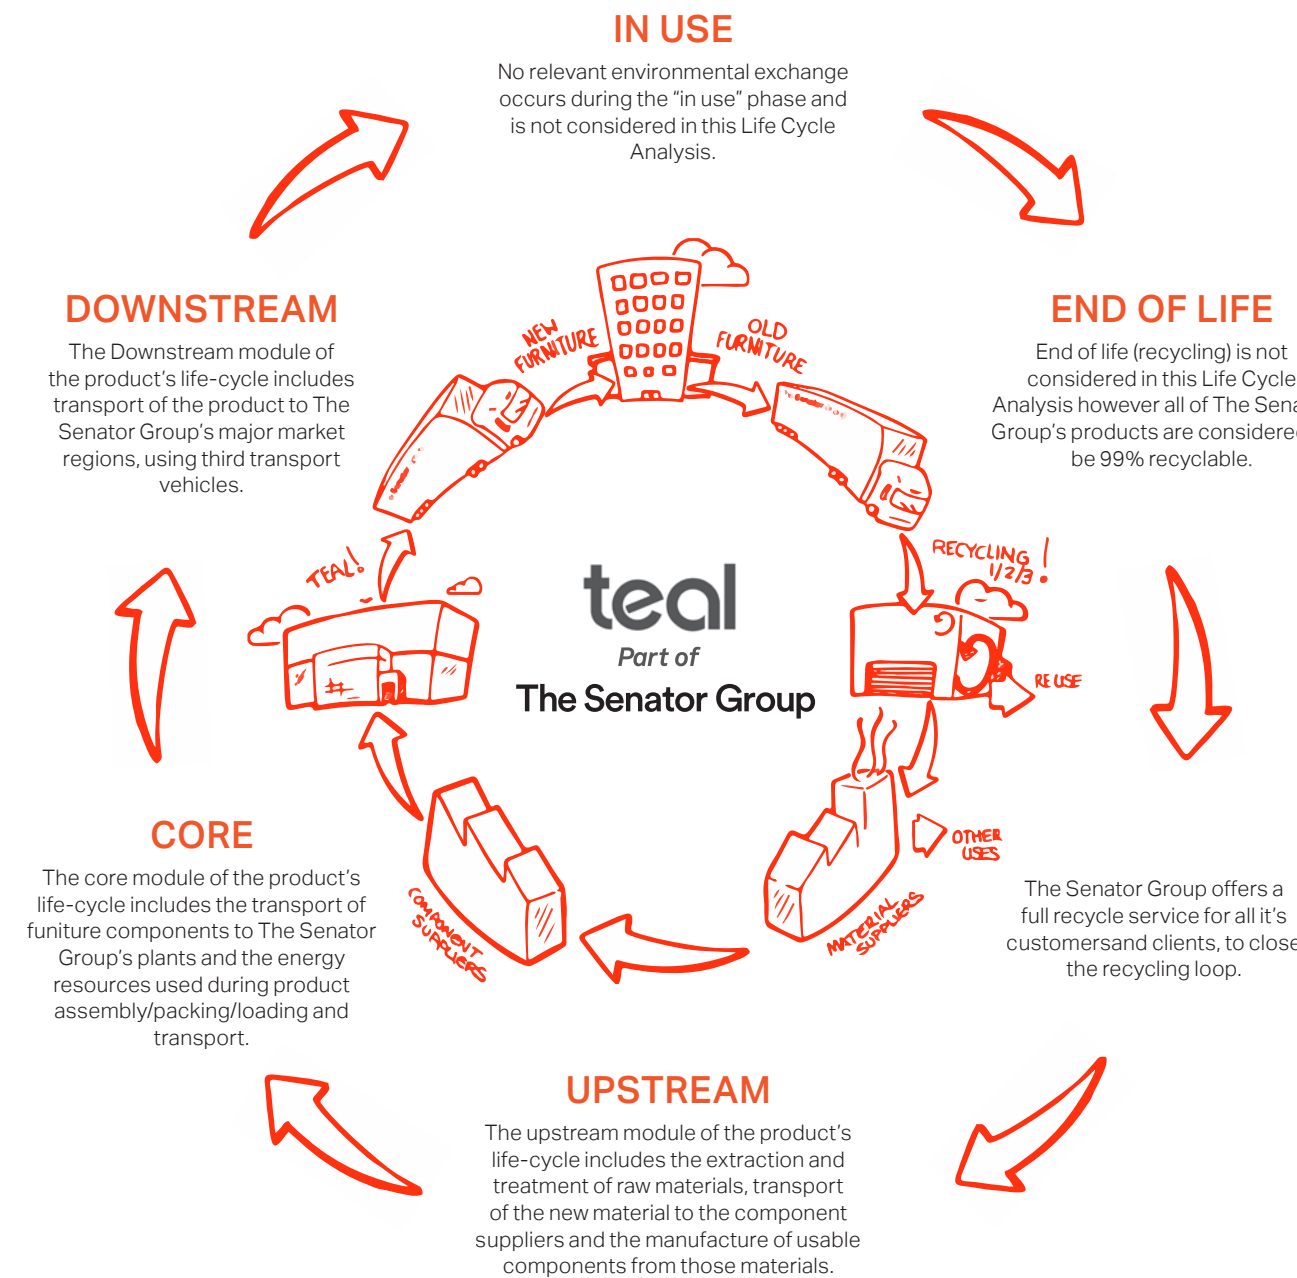 IN USE
No relevant environmental exchange
occurs during the “in use” phase and
is not considered in this Life Cycle
Analysis.
DOWNSTREAM
The Downstream module of
the product’s life-cycle includes
transport of the product to The
Senator Group’s major market
regions, using third transport
vehicles.
END OF LIFE
End of life (recycling) is not
considered in this Life Cycle
Analysis however all of The Sena
Group’s products are considere
be 99% recyclable.
NEW
FURNITURE
OLD
FURNITURE
TEAL!
RECYCLING !
1/2/3
teal
Part of
The Senator Group
RE USE
OTHER
USES
COMPONENT
SUPPLIERS
MATERIAL
SUPPLIERS
CORE
The core module of the product’s
life-cycle includes the transport of
funiture components to The Senator
Group’s plants and the energy
resources used during product
assembly/packing/loading and
transport.
The Senator Group offers a
full recycle service for all it’s
customersand clients, to close
the recycling loop.
UPSTREAM
The upstream module of the product’s
life-cycle includes the extraction and
treatment of raw materials, transport
of the new material to the component
suppliers and the manufacture of usable
components from those materials.